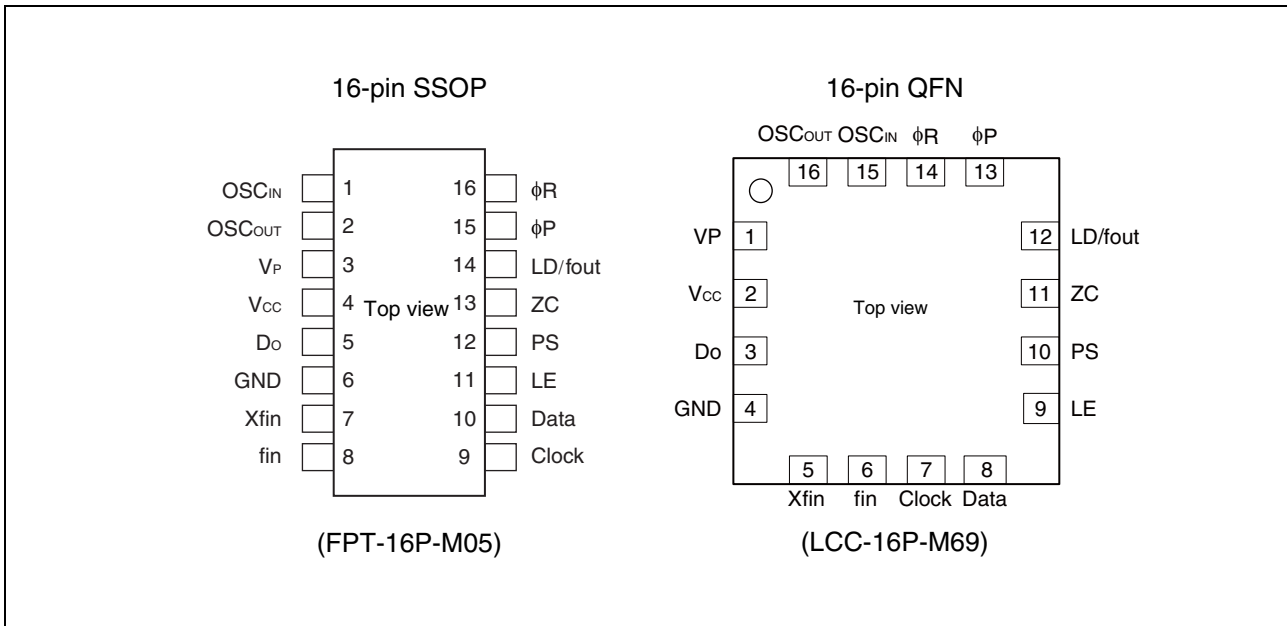 16-pin SSOP
OSCIN 1 16 φR
OSCOUT 2 15 φP
VP 3 14 LD/fout
VCC 4 Top view 13 ZC
DO 5 12 PS
GND 6 11 LE
Xfin 7 10 Data
fin 8 9 Clock
(FPT-16P-M05)
16-pin QFN
OSCOUT OSCIN φR φP
16 15 14 13
VP 1 12 LD/fout
VCC 2 Top view 11 ZC
Do 3 10 PS
GND 4 9 LE
5 6 7 8
Xfin fin Clock Data
(LCC-16P-M69)